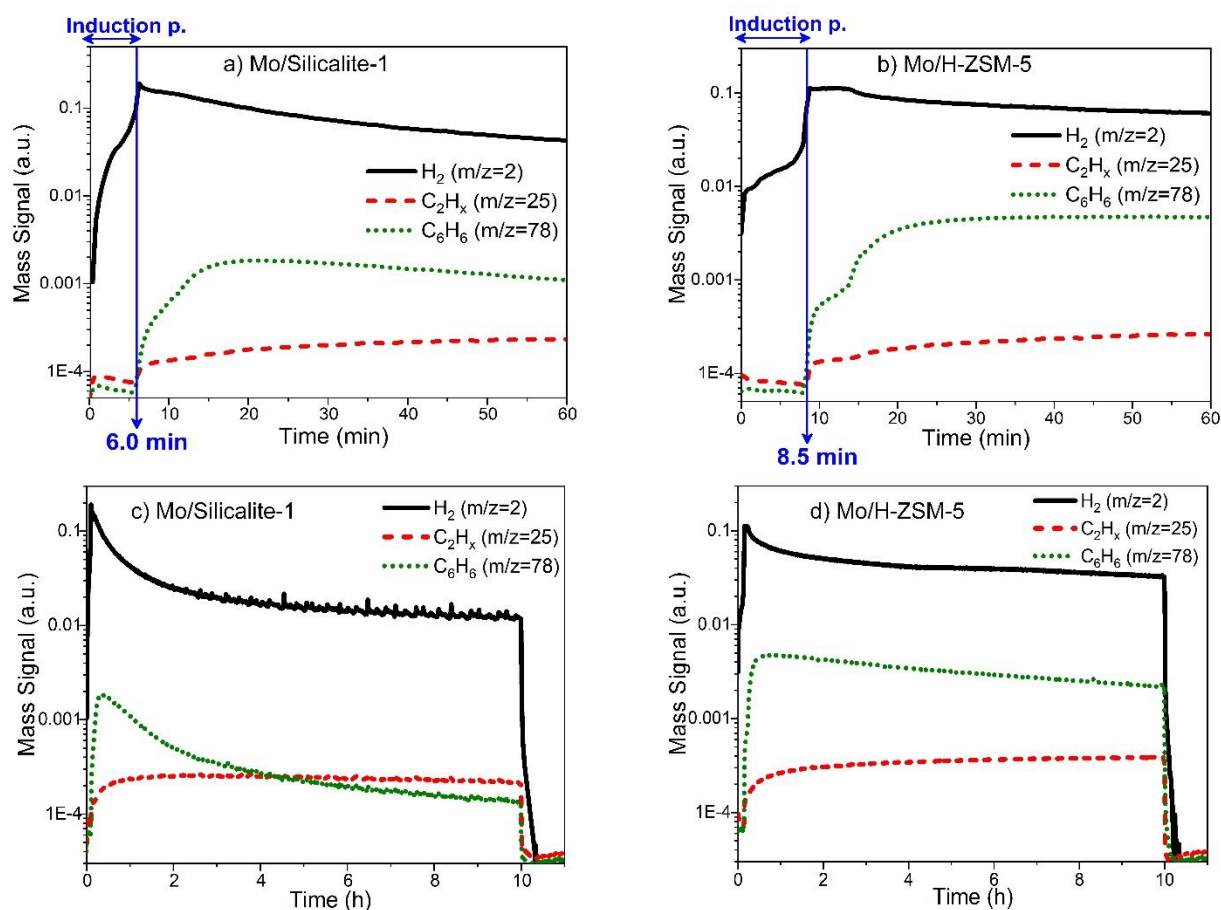 Induction p.
a) Mo/Silicalite-1
Mass Signal (a.u.)
0.1
0.01
0.001
1E-4
H₂ (m/z=2)
C₂Hₓ (m/z=25)
C₆H₆ (m/z=78)
0 10 20 30 40 50 60
Time (min)
6.0 min
Induction p.
b) Mo/H-ZSM-5
Mass Signal (a.u.)
0.1
0.01
0.001
1E-4
H₂ (m/z=2)
C₂Hₓ (m/z=25)
C₆H₆ (m/z=78)
0 10 20 30 40 50 60
Time (min)
8.5 min
c) Mo/Silicalite-1
Mass Signal (a.u.)
0.1
0.01
0.001
1E-4
H₂ (m/z=2)
C₂Hₓ (m/z=25)
C₆H₆ (m/z=78)
0 2 4 6 8 10
Time (h)
d) Mo/H-ZSM-5
Mass Signal (a.u.)
0.1
0.01
0.001
1E-4
H₂ (m/z=2)
C₂Hₓ (m/z=25)
C₆H₆ (m/z=78)
0 2 4 6 8 10
Time (h)